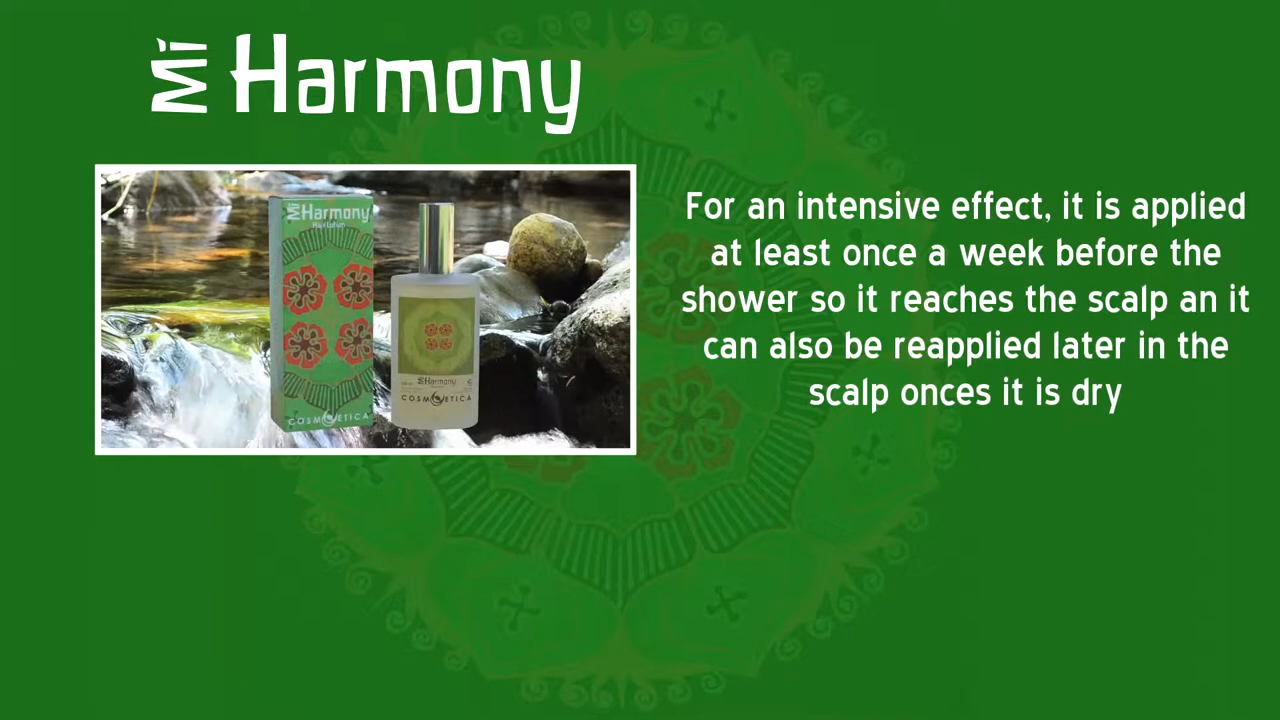 Mi Harmony
Mi Harmony
Hair Lotion
COSMETICA
Mi Harmony
COSMETICA
For an intensive effect, it is applied
at least once a week before the
shower so it reaches the scalp an it
can also be reapplied later in the
scalp onces it is dry